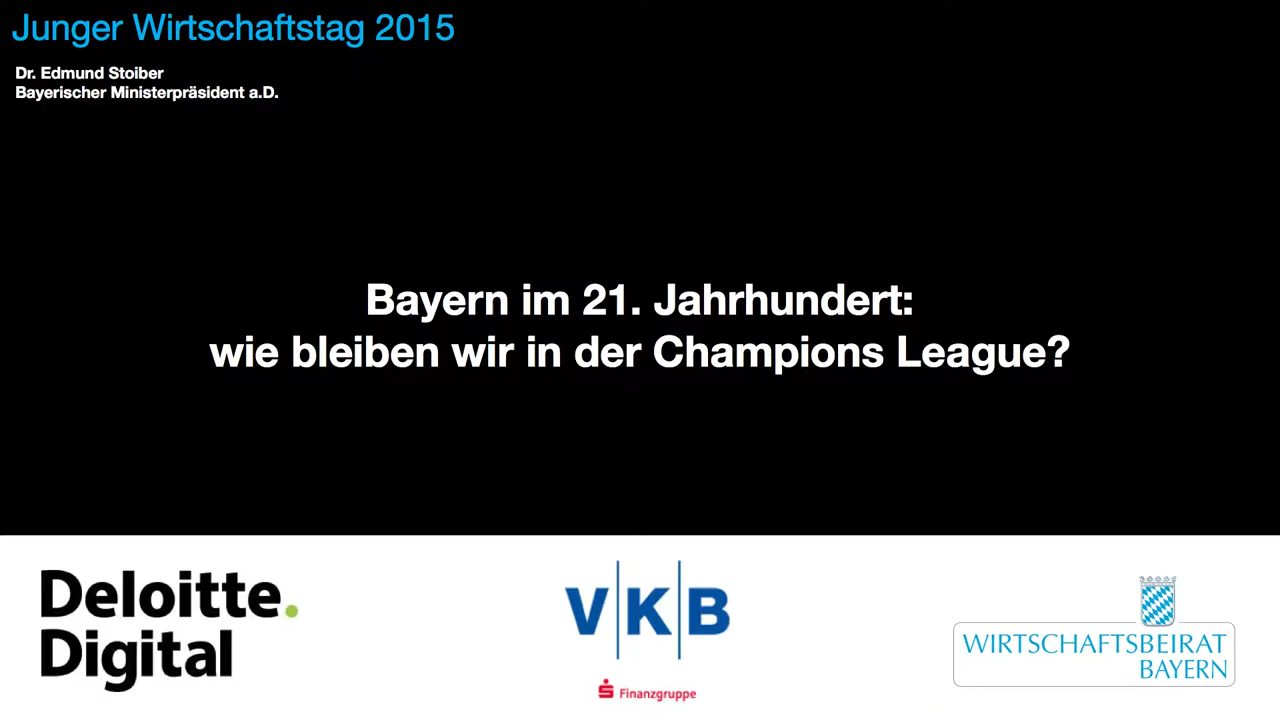 Junger Wirtschaftstag 2015
Dr. Edmund Stoiber
Bayerischer Ministerpräsident a.D.
Bayern im 21. Jahrhundert:
wie bleiben wir in der Champions League?
Deloitte.
Digital
VKB
Finanzgruppe
WIRTSCHAFTSBEIRAT
BAYERN